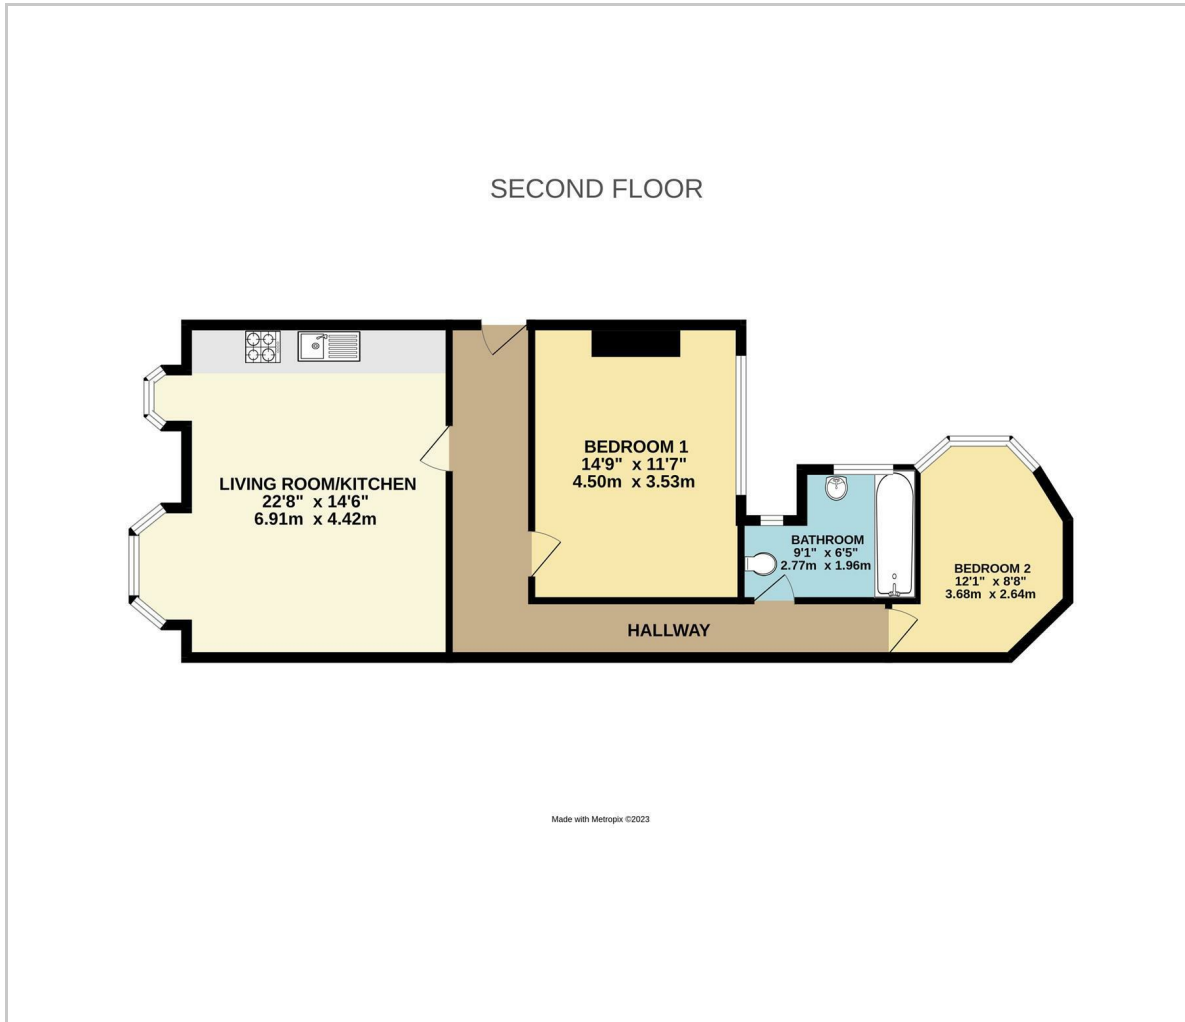 SECOND FLOOR
LIVING ROOM/KITCHEN
22'8" x 14'6"
6.91m x 4.42m
BEDROOM 1
14'9" x 11'7"
4.50m x 3.53m
BATHROOM
9'1" x 6'5"
2.77m x 1.96m
BEDROOM 2
12'1" x 8'8"
3.68m x 2.64m
HALLWAY
Made with Metropix ©2023